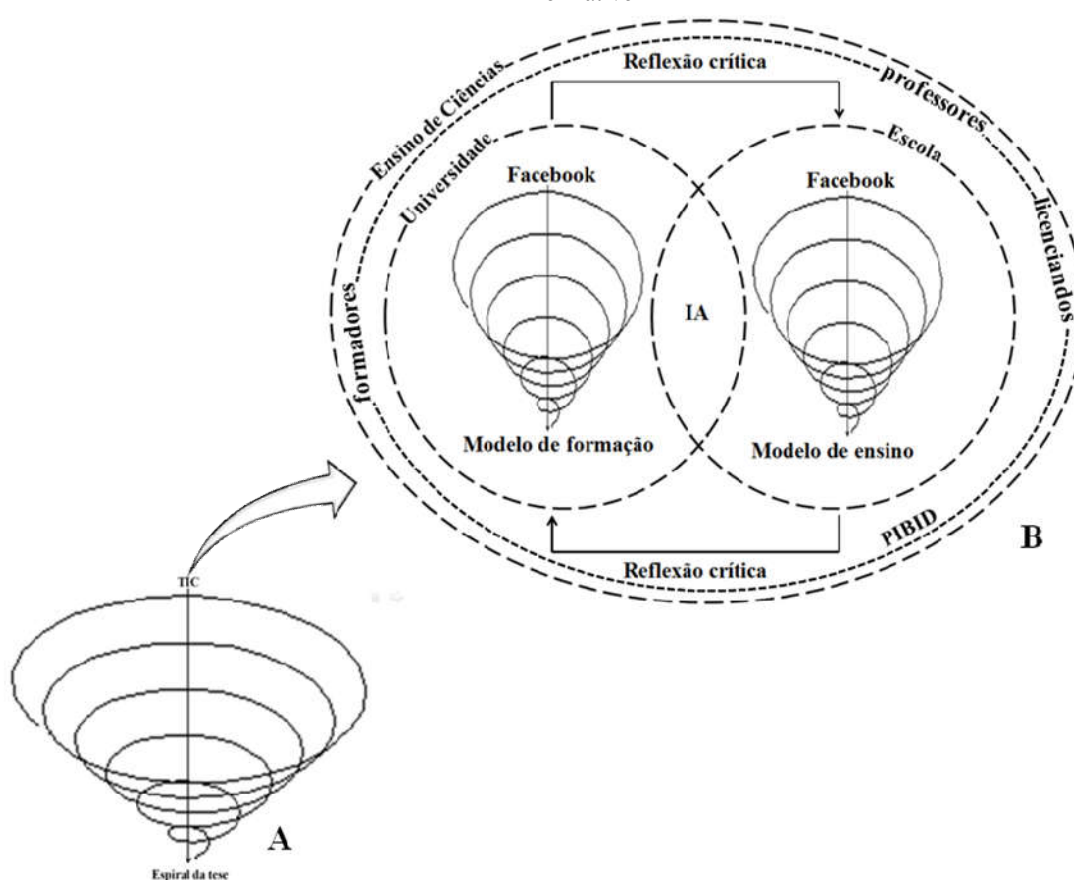 Reflexão crítica
Ensino de Ciências
professores
Universidade
Escola
Facebook
Facebook
licenciandos
formadores
IA
Modelo de formação
Modelo de ensino
PIBID
B
Reflexão crítica
TIC
A
Espiral da tese